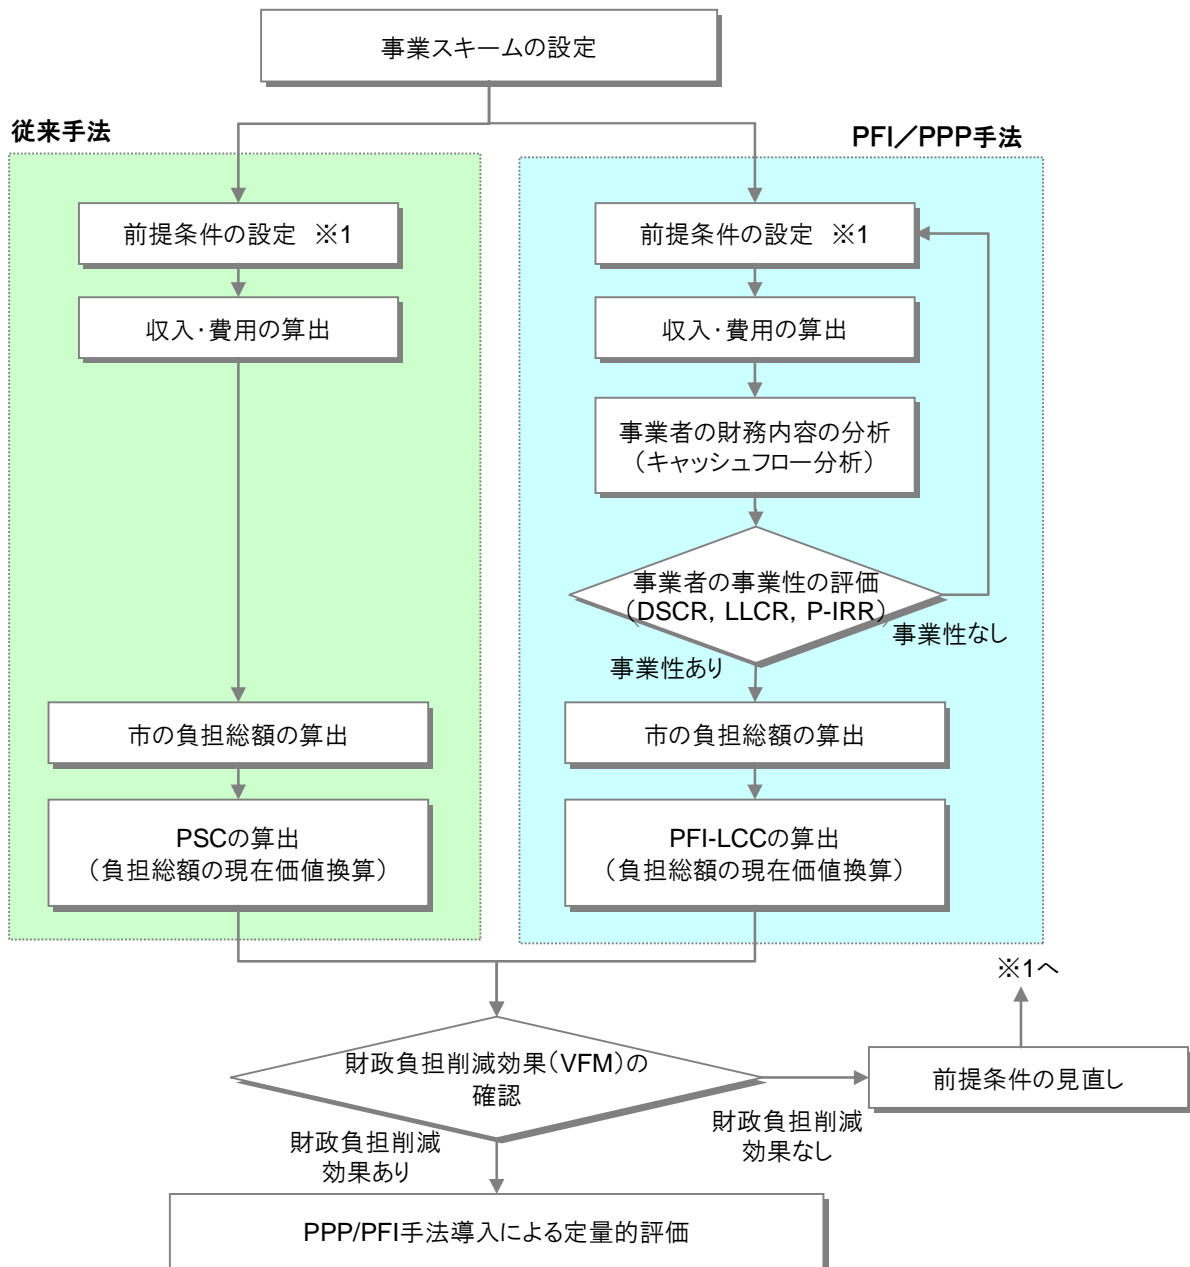 事業スキームの設定
従来手法
前提条件の設定 ※1
収入・費用の算出
市の負担総額の算出
PSCの算出
（負担総額の現在価値換算）
PFI／PPP手法
前提条件の設定 ※1
収入・費用の算出
事業者の財務内容の分析
（キャッシュフロー分析）
事業者の事業性の評価
（DSCR, LLCR, P-IRR）
事業性なし
事業性あり
市の負担総額の算出
PFI-LCCの算出
（負担総額の現在価値換算）
※1へ
財政負担削減効果（VFM）の
確認
前提条件の見直し
財政負担削減
効果なし
財政負担削減
効果あり
PPP/PFI手法導入による定量的評価